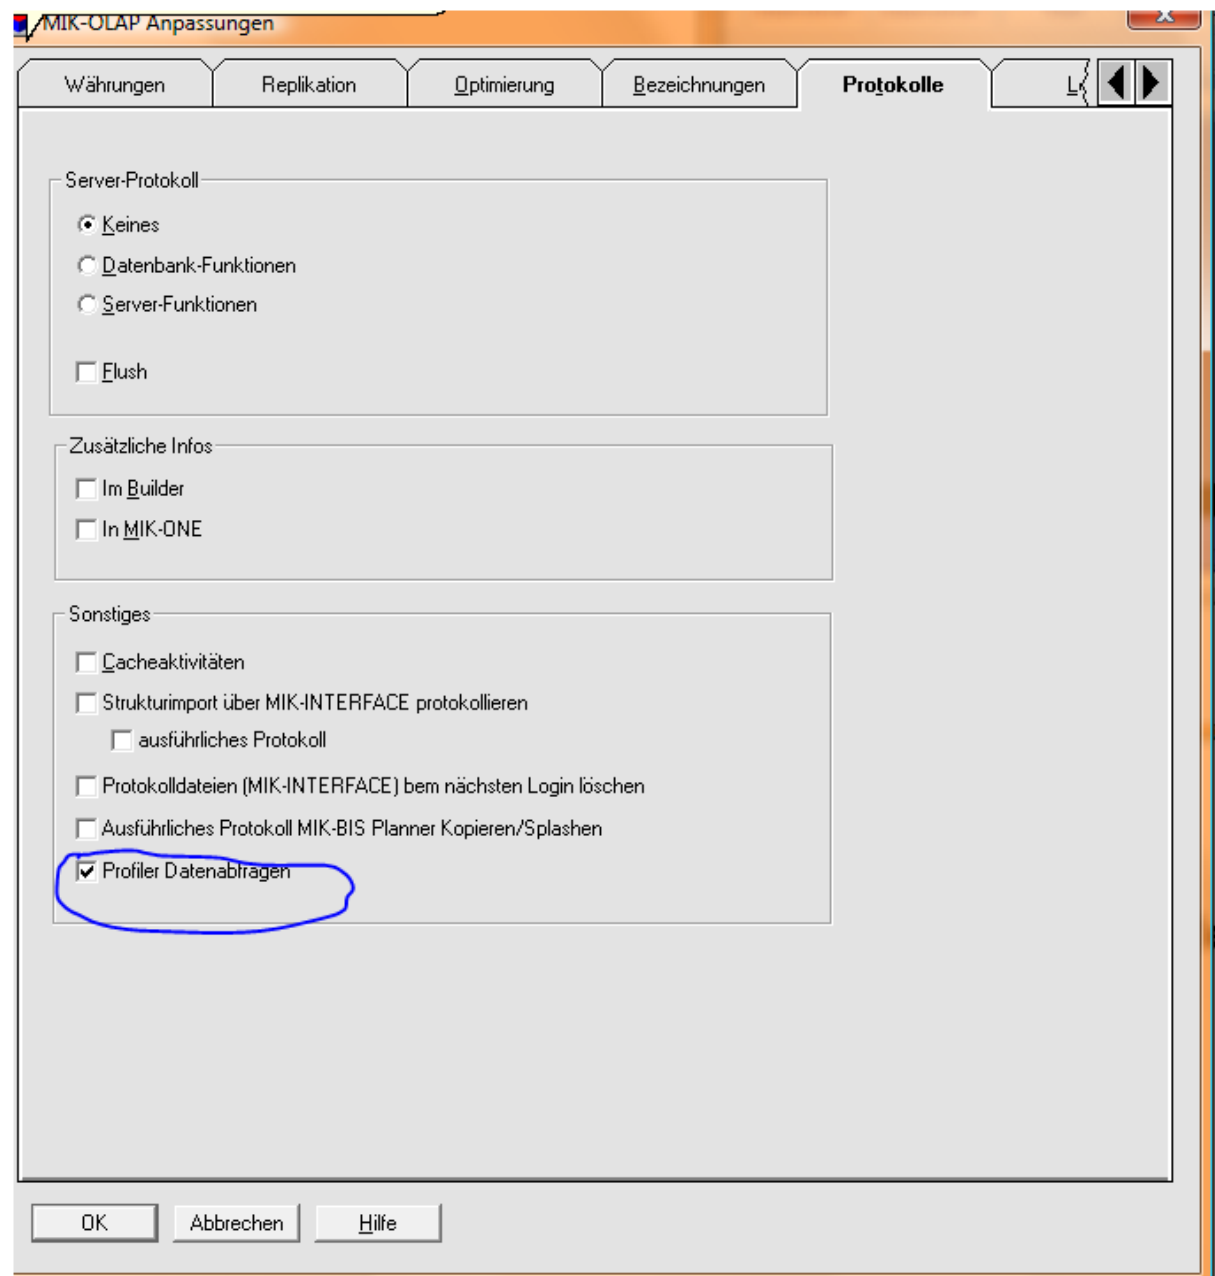 MIK-OLAP Anpassungen
Währungen
Replikation
Optimierung
Bezeichnungen
Protokolle
Server-Protokoll
Keines
Datenbank-Funktionen
Server-Funktionen
Flush
Zusätzliche Infos
Im Builder
In MIK-ONE
Sonstiges
Cacheaktivitäten
Strukturimport über MIK-INTERFACE protokollieren
ausführliches Protokoll
Protokolldateien (MIK-INTERFACE) bem nächsten Login löschen
Ausführliches Protokoll MIK-BIS Planner Kopieren/Splashen
Profiler Datenabfragen
OK
Abbrechen
Hilfe